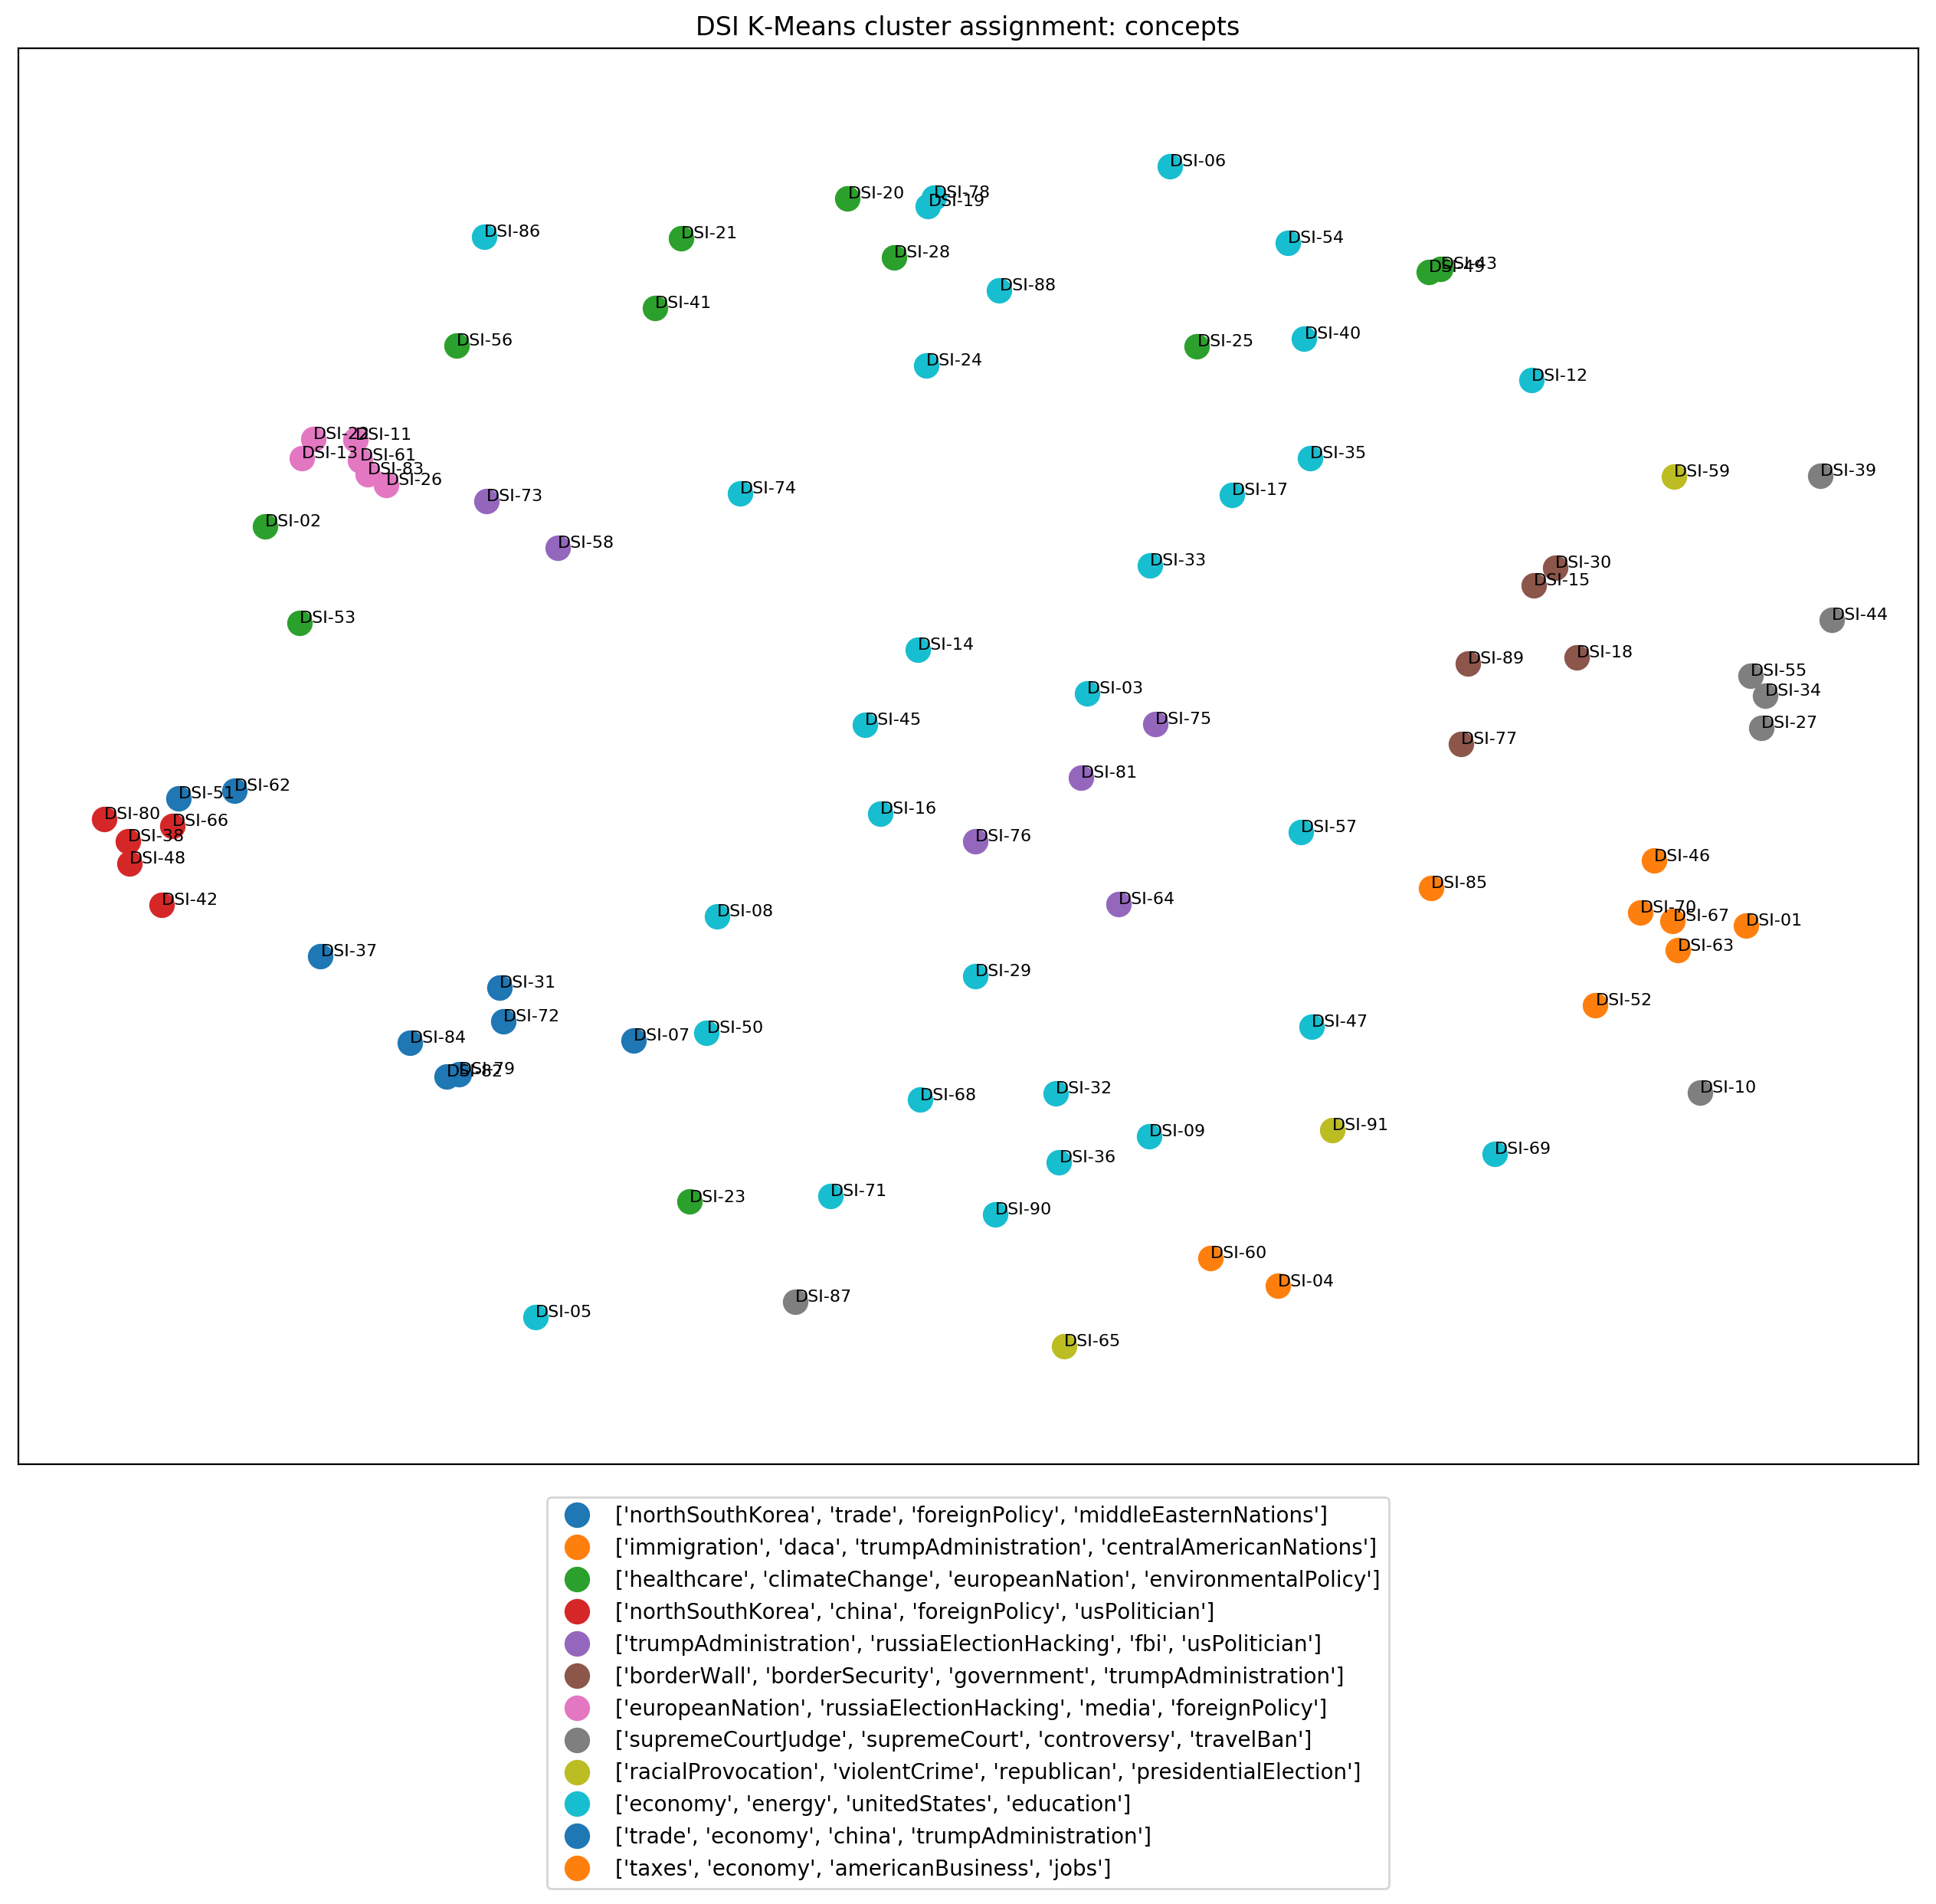 DSI K-Means cluster assignment: concepts
DSI-06
DSI-20
DSI-78
DSI-19
DSI-86
DSI-21
DSI-54
DSI-28
DSI-43
DSI-49
DSI-88
DSI-41
DSI-56
DSI-25
DSI-40
DSI-24
DSI-12
DSI-22
DSI-11
DSI-13
DSI-61
DSI-35
DSI-83
DSI-26
DSI-59
DSI-39
DSI-73
DSI-74
DSI-17
DSI-02
DSI-58
DSI-33
DSI-30
DSI-15
DSI-53
DSI-44
DSI-14
DSI-89
DSI-18
DSI-55
DSI-03
DSI-34
DSI-45
DSI-75
DSI-27
DSI-77
DSI-81
DSI-62
DSI-51
DSI-80
DSI-66
DSI-16
DSI-38
DSI-76
DSI-57
DSI-48
DSI-46
DSI-85
DSI-42
DSI-64
DSI-08
DSI-70
DSI-67
DSI-01
DSI-63
DSI-37
DSI-29
DSI-31
DSI-52
DSI-72
DSI-47
DSI-50
DSI-07
DSI-84
DSI-79
DSI-82
DSI-68
DSI-32
DSI-10
DSI-91
DSI-09
DSI-69
DSI-36
DSI-23
DSI-71
DSI-90
DSI-60
DSI-04
DSI-87
DSI-05
DSI-65
['northSouthKorea', 'trade', 'foreignPolicy', 'middleEasternNations']
['immigration', 'daca', 'trumpAdministration', 'centralAmericanNations']
['healthcare', 'climateChange', 'europeanNation', 'environmentalPolicy']
['northSouthKorea', 'china', 'foreignPolicy', 'usPolitician']
['trumpAdministration', 'russiaElectionHacking', 'fbi', 'usPolitician']
['borderWall', 'borderSecurity', 'government', 'trumpAdministration']
['europeanNation', 'russiaElectionHacking', 'media', 'foreignPolicy']
['supremeCourtJudge', 'supremeCourt', 'controversy', 'travelBan']
['racialProvocation', 'violentCrime', 'republican', 'presidentialElection']
['economy', 'energy', 'unitedStates', 'education']
['trade', 'economy', 'china', 'trumpAdministration']
['taxes', 'economy', 'americanBusiness', 'jobs']